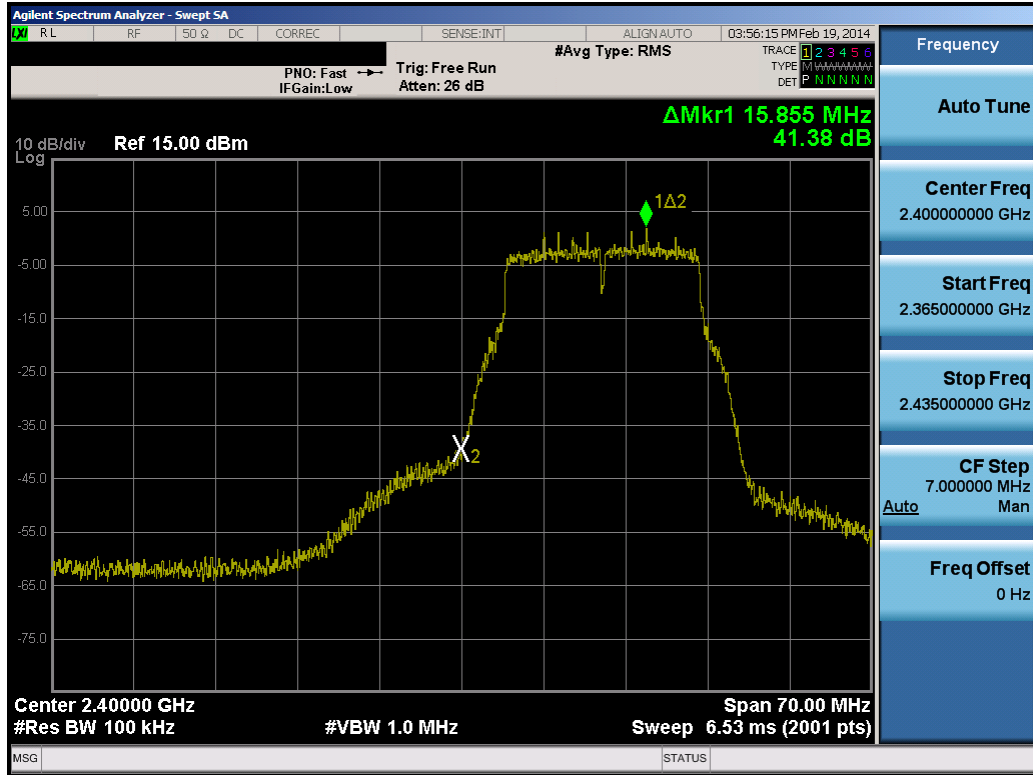 Agilent Spectrum Analyzer - Swept SA
LXI RL RF 50 Ω DC CORREC SENSE:INT ALIGN AUTO 03:56:15 PM Feb 19, 2014
PNO: Fast
IFGain:Low
Trig: Free Run
Atten: 26 dB
#Avg Type: RMS
TRACE 1 2 3 4 5 6
TYPE M
DET P N N N N N
ΔMkr1 15.855 MHz
41.38 dB
10 dB/div Ref 15.00 dBm
Log
1Δ2
5.00
-5.00
-15.0
-25.0
-35.0
2
-45.0
-55.0
-65.0
-75.0
Center 2.40000 GHz Span 70.00 MHz
#Res BW 100 kHz #VBW 1.0 MHz Sweep 6.53 ms (2001 pts)
MSG STATUS
Frequency
Auto Tune
Center Freq
2.400000000 GHz
Start Freq
2.365000000 GHz
Stop Freq
2.435000000 GHz
CF Step
7.000000 MHz
Auto Man
Freq Offset
0 Hz